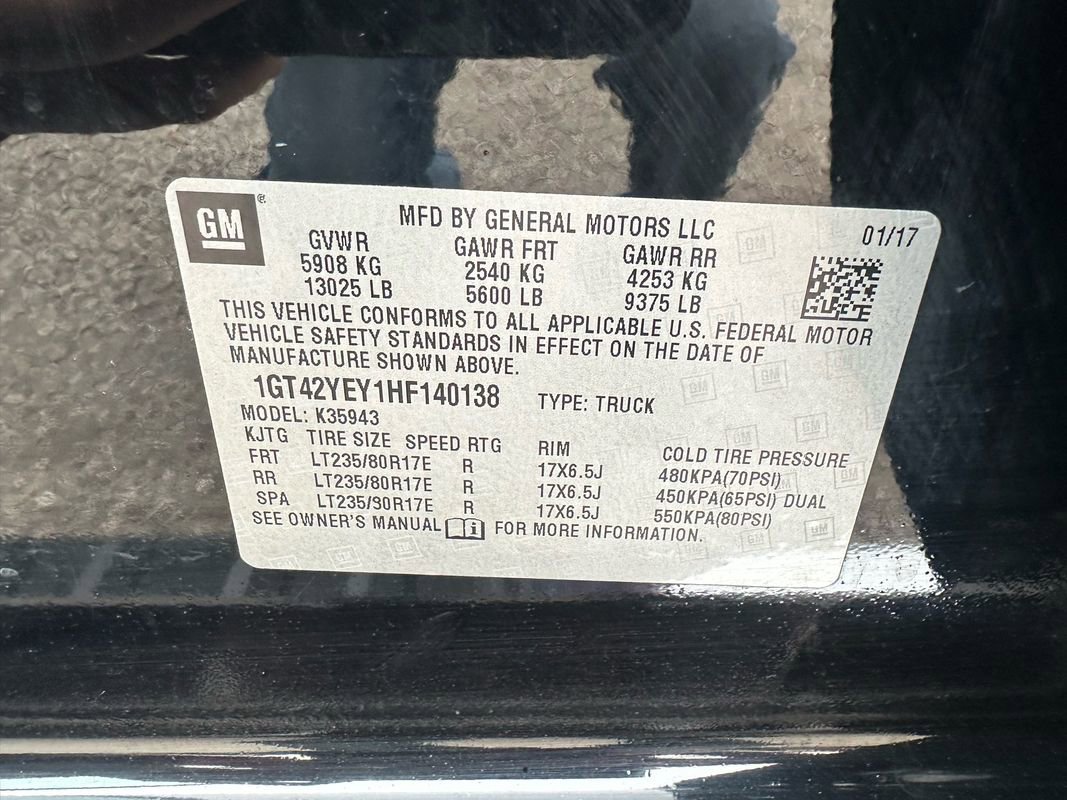 GM®
MFD BY GENERAL MOTORS LLC
01/17
GVWR GAWR FRT GAWR RR
5908 KG 2540 KG 4253 KG
13025 LB 5600 LB 9375 LB
THIS VEHICLE CONFORMS TO ALL APPLICABLE U.S. FEDERAL MOTOR
VEHICLE SAFETY STANDARDS IN EFFECT ON THE DATE OF
MANUFACTURE SHOWN ABOVE.
1GT42YEY1HF140138 TYPE: TRUCK
MODEL: K35943
KJTG TIRE SIZE SPEED RTG RIM COLD TIRE PRESSURE
FRT LT235/80R17E R 17X6.5J 480KPA(70PSI)
RR LT235/80R17E R 17X6.5J 450KPA(65PSI) DUAL
SPA LT235/80R17E R 17X6.5J 550KPA(80PSI)
SEE OWNER'S MANUAL i FOR MORE INFORMATION.